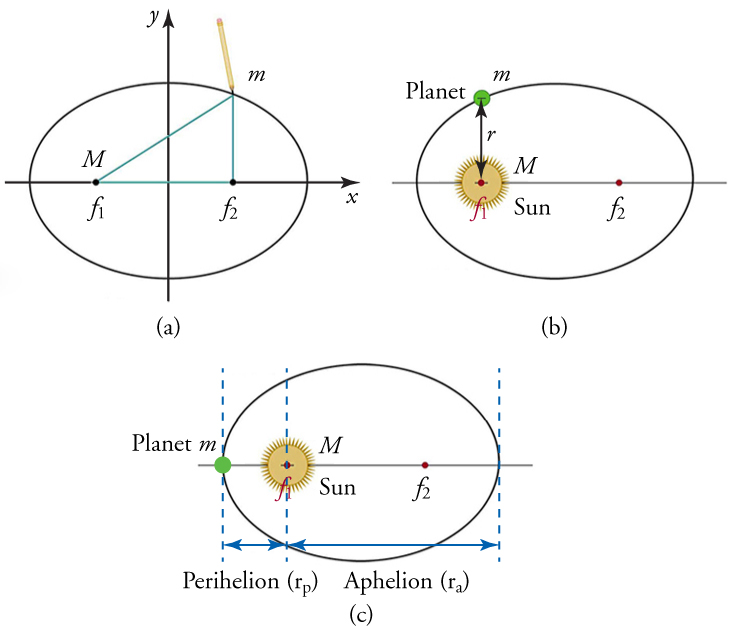 y
m
M
f1
f2
x
(a)
Planet
m
r
M
f1
Sun
f2
(b)
Planet m
M
f1
Sun
f2
Perihelion (rp)
Aphelion (ra)
(c)